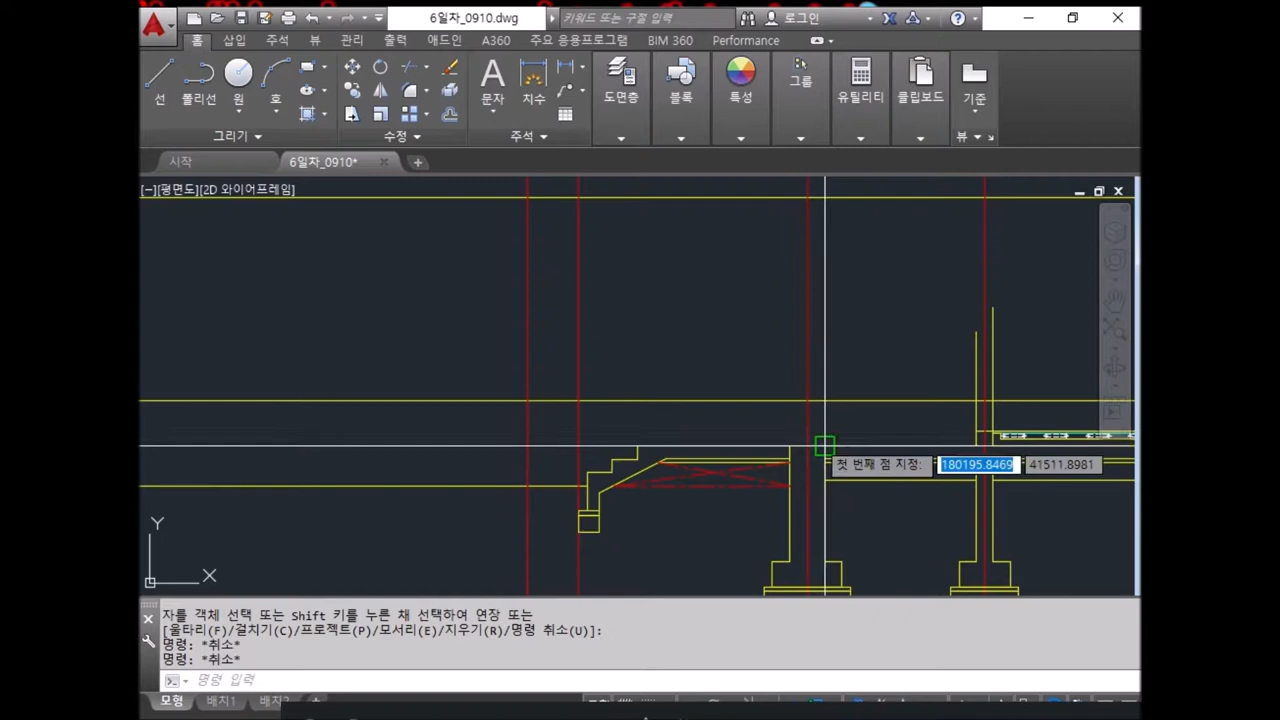 6일차_0910.dwg
키워드 또는 구절 입력
로그인
홈 삽입 주석 뷰 관리 출력 애드인 A360 주요 응용프로그램 BIM 360 Performance
선 폴리선 원 호 문자 치수 도면층 블록 특성 그룹 유틸리티 클립보드 기준
그리기 수정 주석 뷰
시작 6일차_0910*
[−][평면도][2D 와이어프레임]
첫 번째 점 지정: 180195.8469 41511.8981
Y
X
자를 객체 선택 또는 Shift 키를 누른 채 선택하여 연장 또는
[울타리(F)/걸치기(C)/프로젝트(P)/모서리(E)/지우기(R)/명령 취소(U)]:
명령: *취소*
명령: *취소*
명령 입력
모형 배치1 배치2